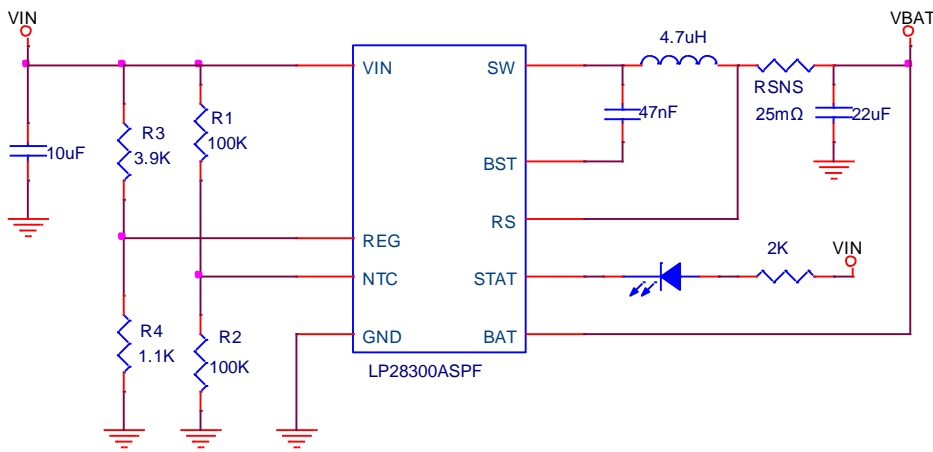 VIN
VBAT
4.7uH
VIN
SW
RSNS
R3
3.9K
R1
100K
10uF
47nF
25mΩ
22uF
BST
RS
REG
2K
VIN
NTC
STAT
R4
1.1K
R2
100K
GND
BAT
LP28300ASPF